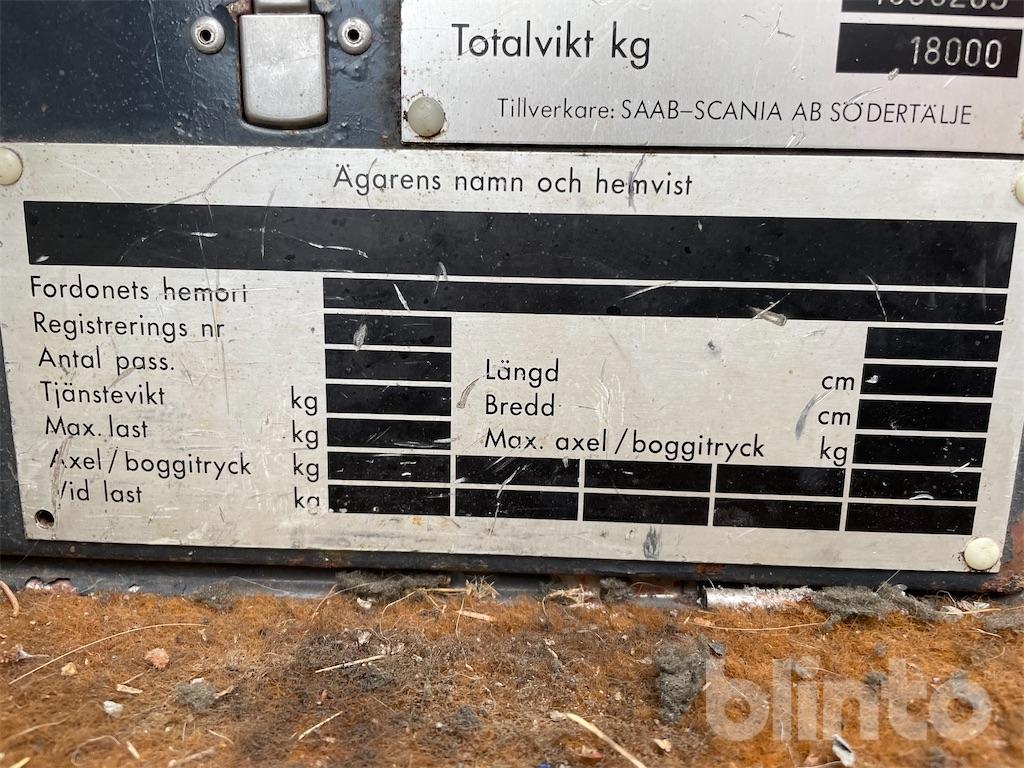 Totalvikt kg 18000
Tillverkare: SAAB-SCANIA AB SÖDERTÄLJE
Ägarens namn och hemvist
Fordonets hemort
Registrerings nr
Antal pass.
Längd cm
Tjänstevikt kg
Bredd cm
Max. last kg
Max. axel/boggitryck kg
Axel/boggitryck kg
Vid last kg
blinto